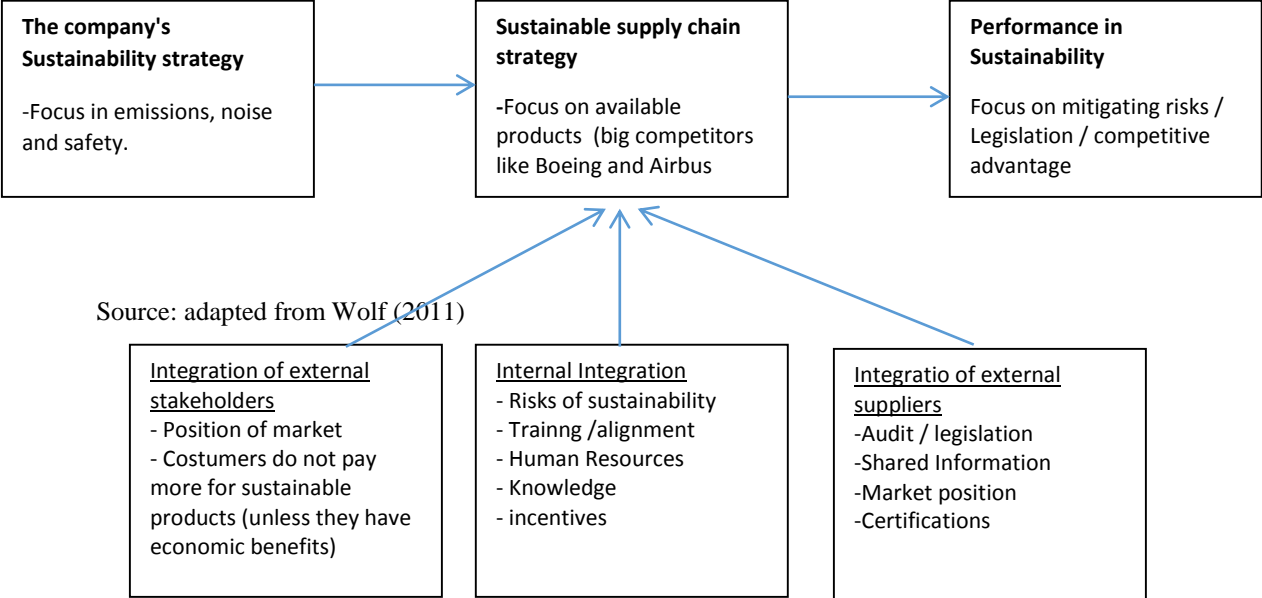 The company's
Sustainability strategy
-Focus in emissions, noise
and safety.
Sustainable supply chain
strategy
-Focus on available
products (big competitors
like Boeing and Airbus
Performance in
Sustainability
Focus on mitigating risks /
Legislation / competitive
advantage
Source: adapted from Wolf (2011)
Integration of external
stakeholders
- Position of market
- Costumers do not pay
more for sustainable
products (unless they have
economic benefits)
Internal Integration
- Risks of sustainability
- Trainng /alignment
- Human Resources
- Knowledge
- incentives
Integratio of external
suppliers
-Audit / legislation
-Shared Information
-Market position
-Certifications